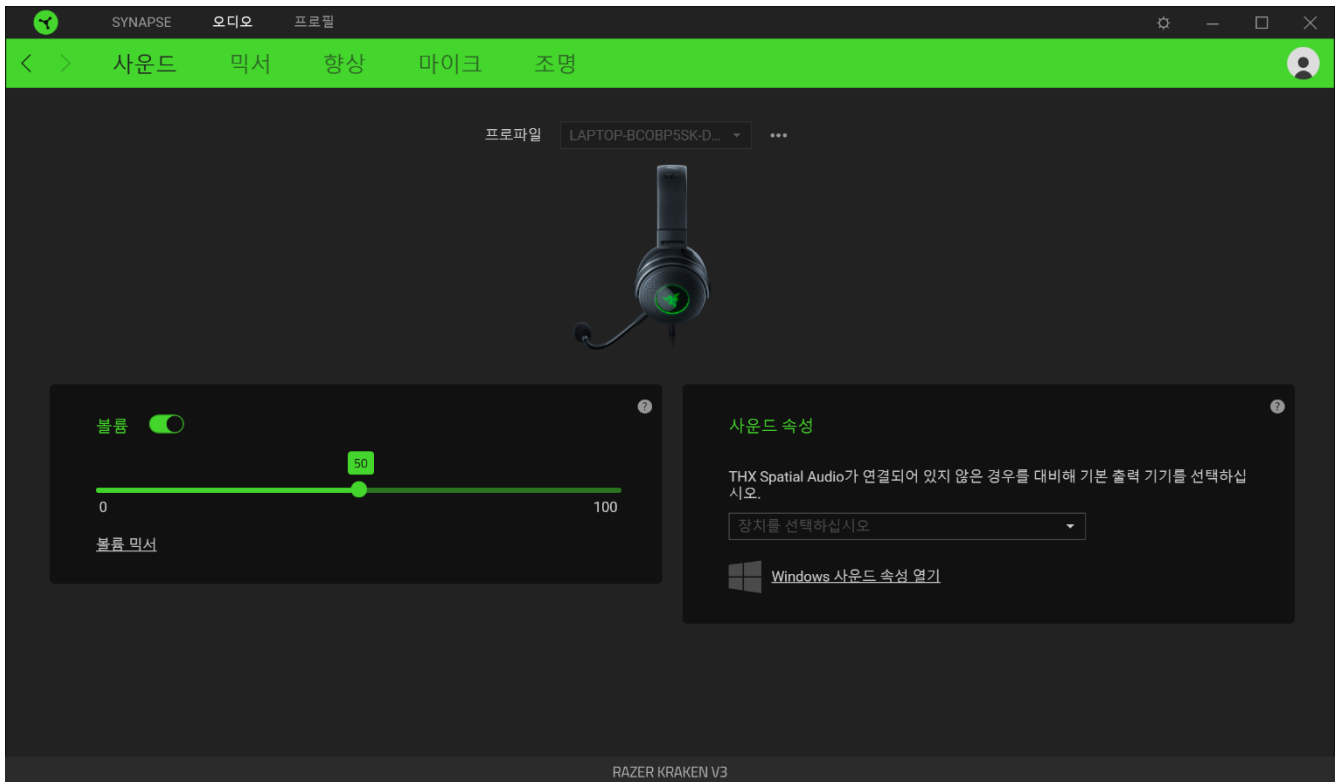 SYNAPSE 오디오 프로필
사운드 믹서 향상 마이크 조명
프로파일 LAPTOP-BCOBP5SK-D...
볼륨
50
0 100
볼륨 믹서
사운드 속성
THX Spatial Audio가 연결되어 있지 않은 경우를 대비해 기본 출력 기기를 선택하십
시오.
장치를 선택하십시오
Windows 사운드 속성 열기
RAZER KRAKEN V3